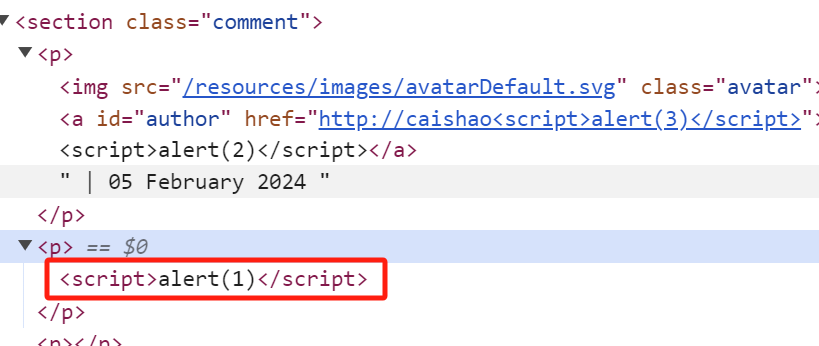 ▼<section class="comment">
▼<p>
<img src="/resources/images/avatarDefault.svg" class="avatar">
<a id="author" href="http://caishao<script>alert(3)</script>">
<script>alert(2)</script></a>
" | 05 February 2024 "
</p>
▼<p> == $0
<script>alert(1)</script>
</p>
<p></p>